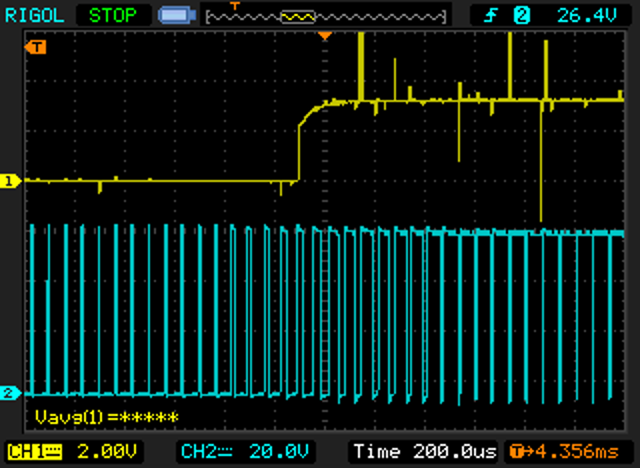 RIGOL STOP T 2 26.4V
T
1
2
Vavg(1)=*****
CH1 2.00V CH2 20.0V Time 200.0us T→4.356ms